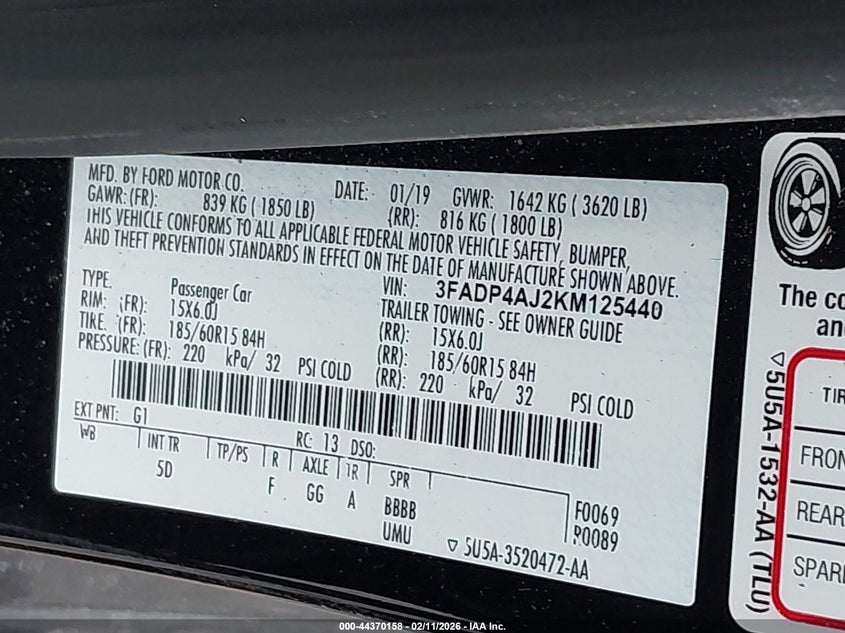 MFD. BY FORD MOTOR CO. DATE: 01/19 GVWR: 1642 KG ( 3620 LB)
GAWR: (FR): 839 KG ( 1850 LB) (RR): 816 KG ( 1800 LB)
THIS VEHICLE CONFORMS TO ALL APPLICABLE FEDERAL MOTOR VEHICLE SAFETY, BUMPER,
AND THEFT PREVENTION STANDARDS IN EFFECT ON THE DATE OF MANUFACTURE SHOWN ABOVE.
VIN: 3FADP4AJ2KM125440
TYPE: Passenger Car TRAILER TOWING - SEE OWNER GUIDE
RIM: (FR): 15X6.0J (RR): 15X6.0J
TIRE: (FR): 185/60R15 84H (RR): 185/60R15 84H
PRESSURE: (FR): 220 kPa/ 32 PSI COLD (RR): 220 kPa/ 32 PSI COLD
EXT PNT: G1 RC: 13 DSO:
WB INT TR TP/PS R AXLE TR SPR
5D F GG A BBBB F0069
UMU R0089
▽ 5U5A-3520472-AA
The co
an
TIR
FRON
REAR
SPAR
▽5U5A-1532-AA (TLU)
000-44370158 - 02/11/2026 - IAA Inc.